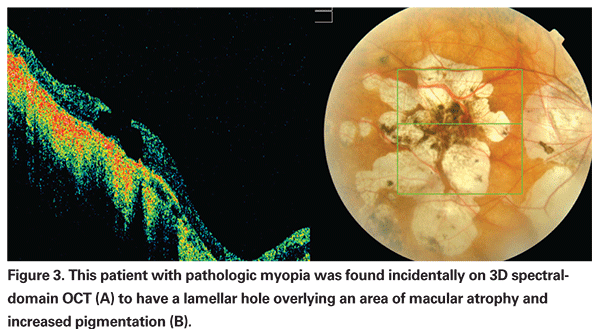 Figure 3. This patient with pathologic myopia was found incidentally on 3D spectral-
domain OCT (A) to have a lamellar hole overlying an area of macular atrophy and
increased pigmentation (B).